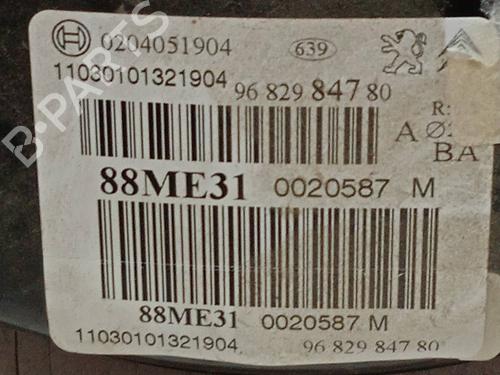 0204051904 639
11030101321904
96 829 847 80
R:
A Ø:
BA
88ME31 0020587 M
88ME31 0020587 M
11030101321904 96 829 847 80
B-PARTS